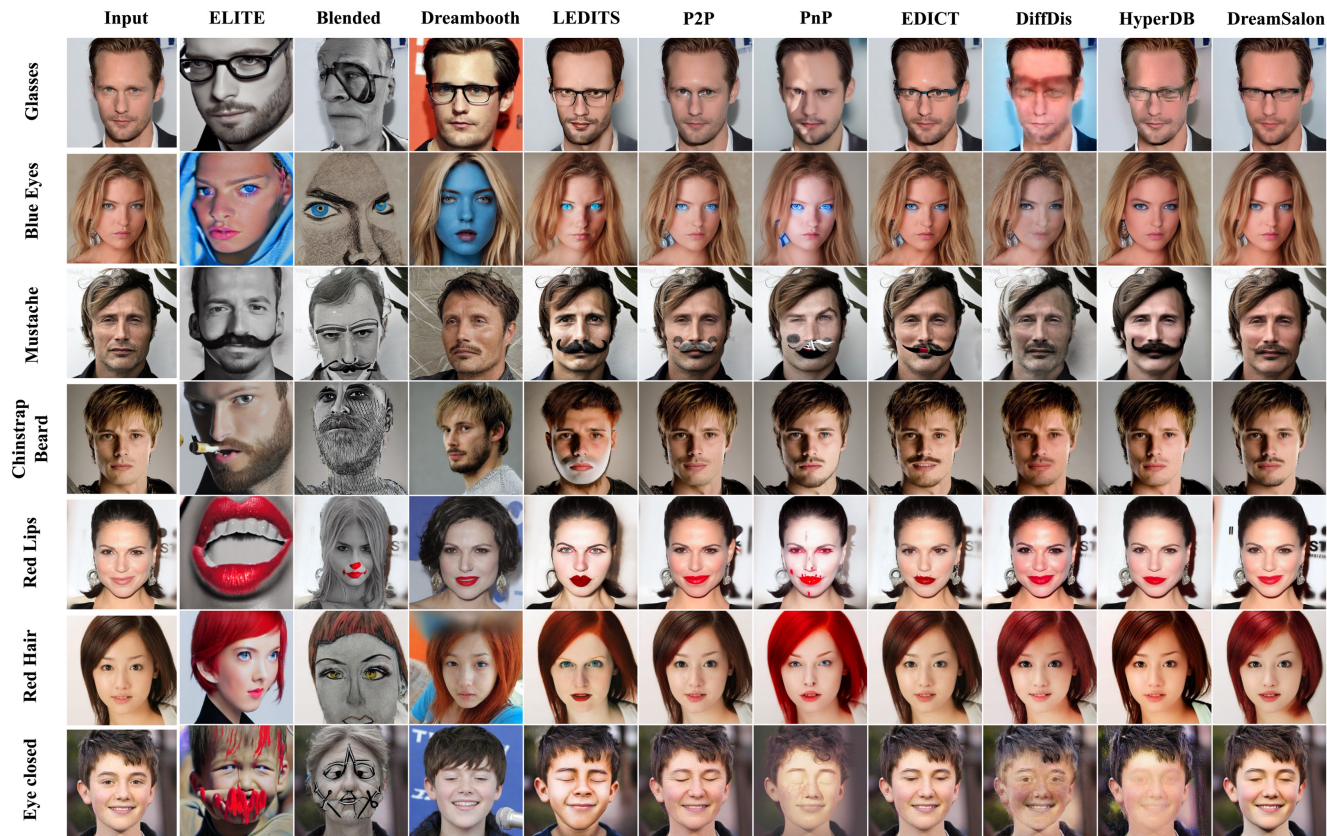 Input ELITE Blended Dreambooth LEDITS P2P PnP EDICT DiffDis HyperDB DreamSalon
Glasses
Blue Eyes
Mustache
Chinstrap
Beard
Red Lips
Red Hair
Eye closed